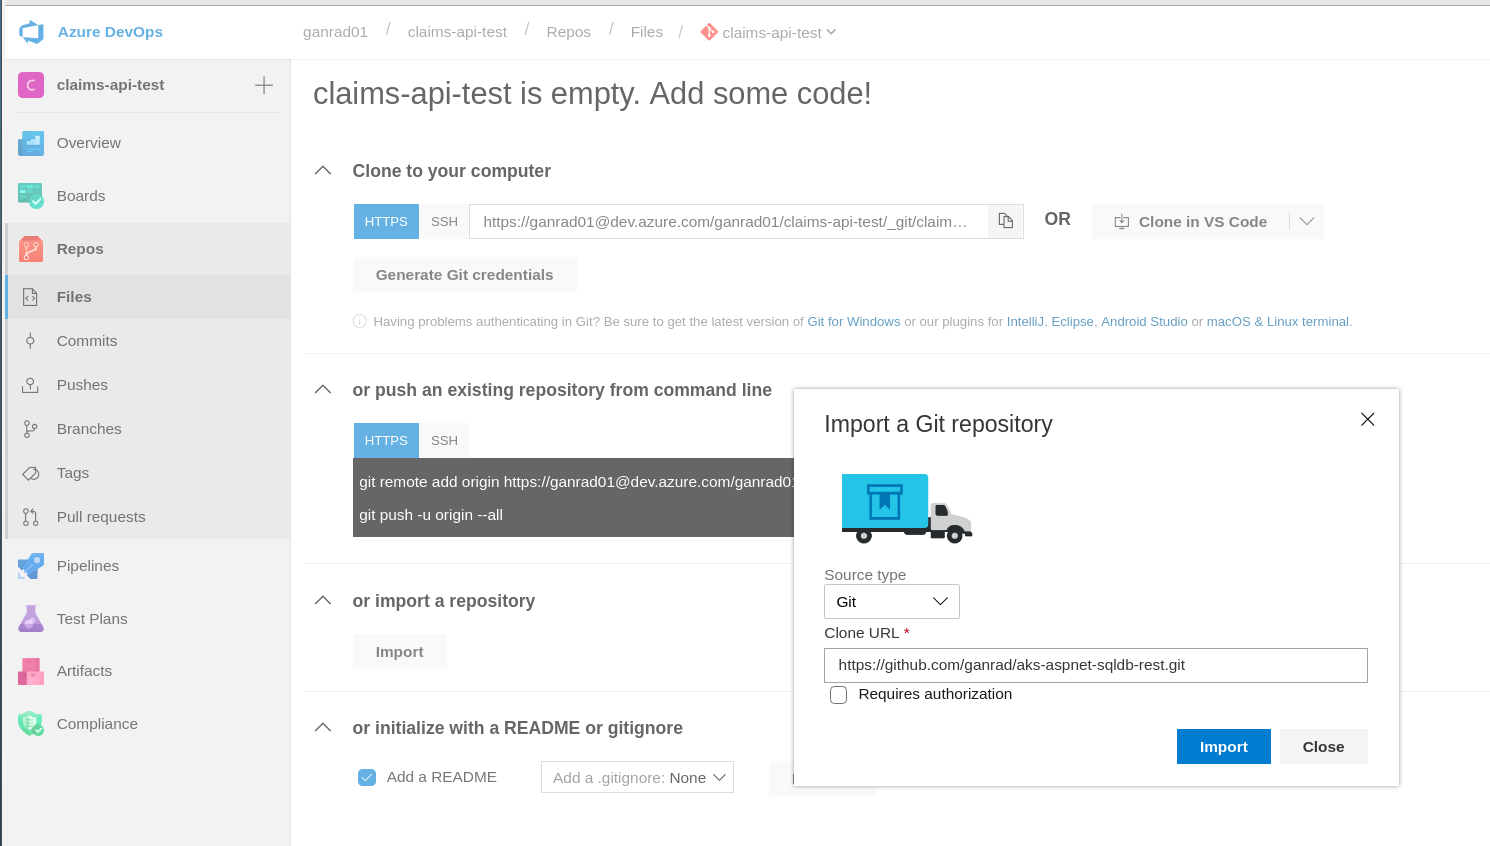 Azure DevOps
ganrad01 / claims-api-test / Repos / Files / claims-api-test
C claims-api-test
Overview
Boards
Repos
Files
Commits
Pushes
Branches
Tags
Pull requests
Pipelines
Test Plans
Artifacts
Compliance
claims-api-test is empty. Add some code!
Clone to your computer
HTTPS SSH https://ganrad01@dev.azure.com/ganrad01/claims-api-test/_git/claim… OR Clone in VS Code
Generate Git credentials
Having problems authenticating in Git? Be sure to get the latest version of Git for Windows or our plugins for IntelliJ, Eclipse, Android Studio or macOS & Linux terminal.
or push an existing repository from command line
HTTPS SSH
git remote add origin https://ganrad01@dev.azure.com/ganrad01
git push -u origin --all
or import a repository
Import
or initialize with a README or gitignore
Add a README Add a .gitignore: None
Import a Git repository
Source type
Git
Clone URL *
https://github.com/ganrad/aks-aspnet-sqldb-rest.git
Requires authorization
Import Close